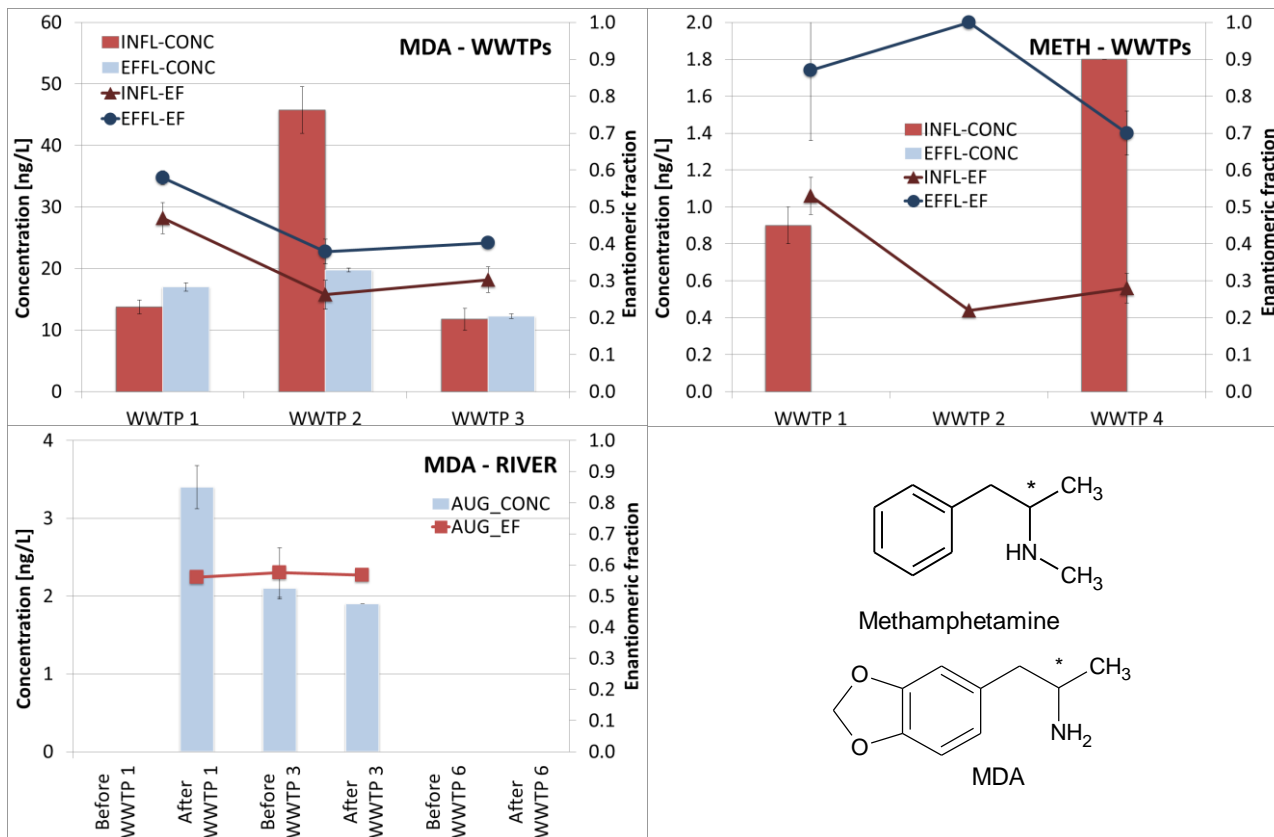 MDA - WWTPs
INFL-CONC
EFFL-CONC
INFL-EF
EFFL-EF
Concentration [ng/L]
60
50
40
30
20
10
0
Enantiomeric fraction
1.0
0.9
0.8
0.7
0.6
0.5
0.4
0.3
0.2
0.1
0.0
WWTP 1
WWTP 2
WWTP 3
METH - WWTPs
INFL-CONC
EFFL-CONC
INFL-EF
EFFL-EF
Concentration [ng/L]
2.0
1.8
1.6
1.4
1.2
1.0
0.8
0.6
0.4
0.2
0.0
Enantiomeric fraction
1.0
0.9
0.8
0.7
0.6
0.5
0.4
0.3
0.2
0.1
0.0
WWTP 1
WWTP 2
WWTP 4
MDA - RIVER
AUG_CONC
AUG_EF
Concentration [ng/L]
4
3
2
1
0
Enantiomeric fraction
1.0
0.9
0.8
0.7
0.6
0.5
0.4
0.3
0.2
0.1
0.0
Before
WWTP 1
After
WWTP 1
Before
WWTP 3
After
WWTP 3
Before
WWTP 6
After
WWTP 6
*
CH3
HN
CH3
Methamphetamine
*
CH3
O
O
NH2
MDA